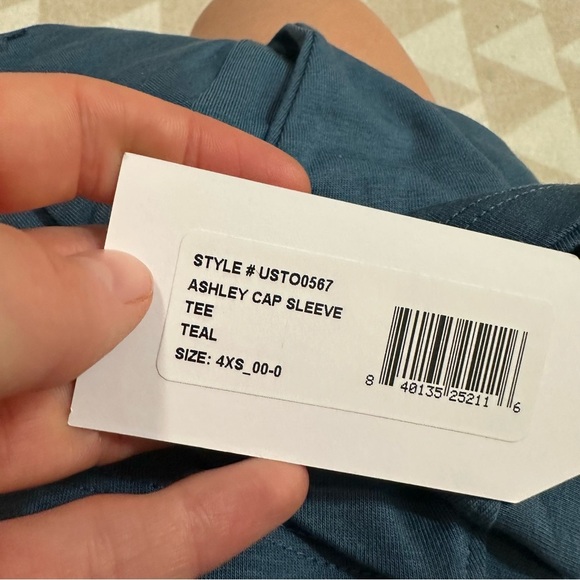 STYLE # USTO0567
ASHLEY CAP SLEEVE
TEE
TEAL
SIZE: 4XS_00-0
8 40135 25211 6